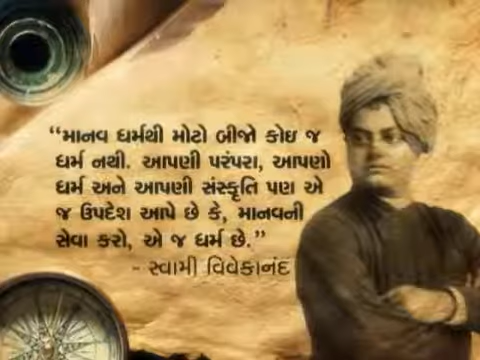 “માનવ ધર્મથી મોટો બીજો કોઇ જ
ધર્મ નથી. આપણી પરંપરા, આપણો
ધર્મ અને આપણી સંસ્કૃતિ પણ એ
જ ઉપદેશ આપે છે કે, માનવની
સેવા કરો, એ જ ધર્મ છે.”
- સ્વામી વિવેકાનંદ